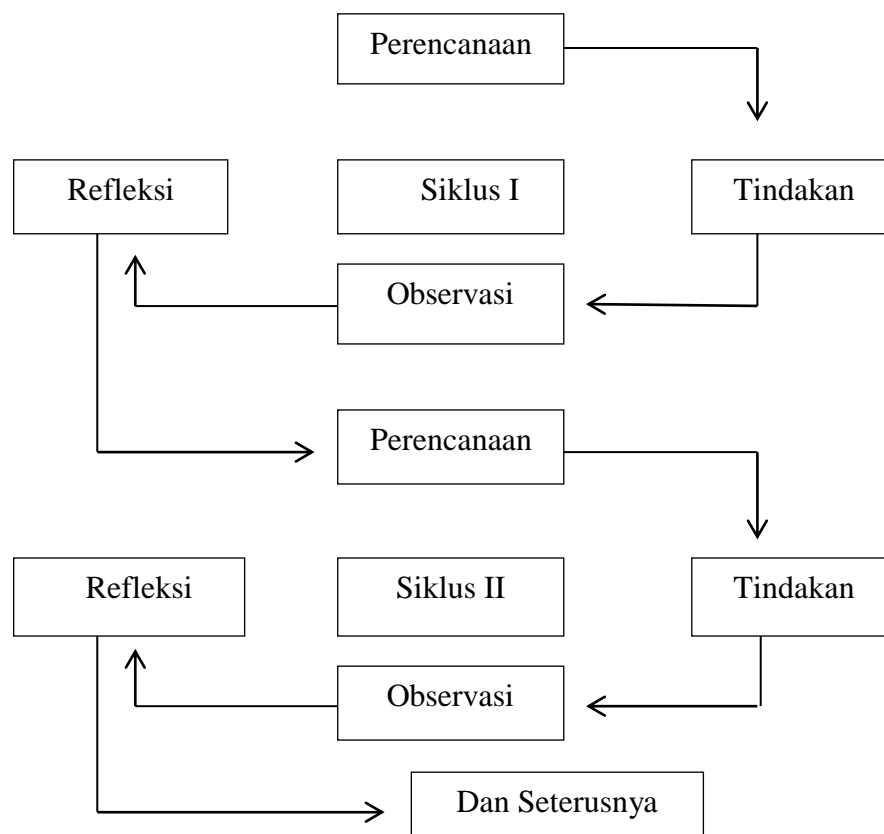 Perencanaan
Refleksi
Siklus I
Tindakan
Observasi
Perencanaan
Refleksi
Siklus II
Tindakan
Observasi
Dan Seterusnya